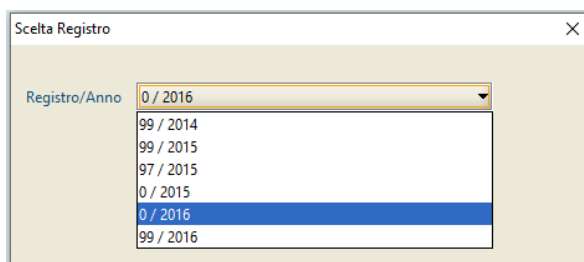 Scelta Registro
Registro/Anno 0 / 2016
99 / 2014
99 / 2015
97 / 2015
0 / 2015
0 / 2016
99 / 2016